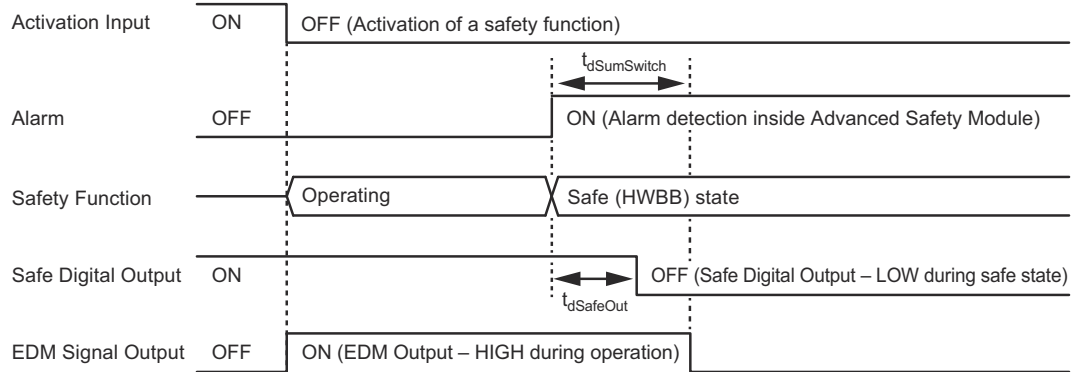 Activation Input ON OFF (Activation of a safety function)
tdSumSwitch
Alarm OFF ON (Alarm detection inside Advanced Safety Module)
Safety Function Operating Safe (HWBB) state
Safe Digital Output ON OFF (Safe Digital Output – LOW during safe state)
tdSafeOut
EDM Signal Output OFF ON (EDM Output – HIGH during operation)